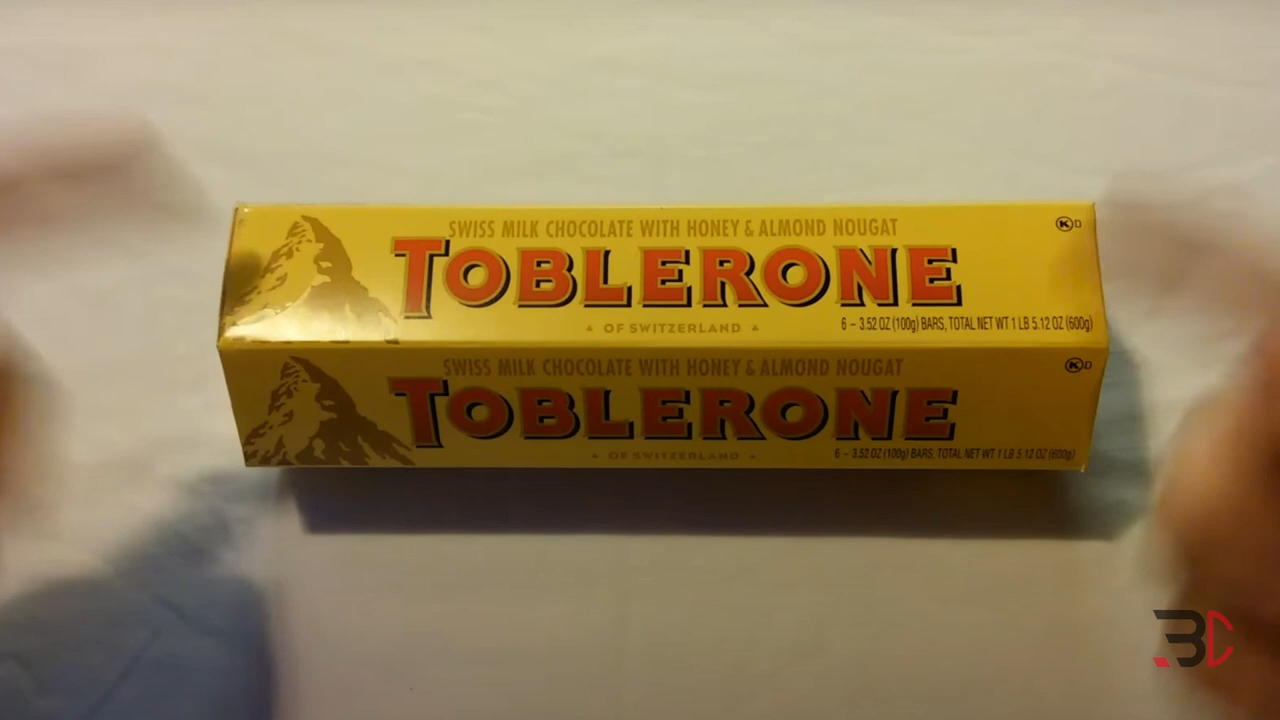 SWISS MILK CHOCOLATE WITH HONEY & ALMOND NOUGAT
K D
TOBLERONE
▲ OF SWITZERLAND ▲
6 – 3.52 OZ (100g) BARS, TOTAL NET WT 1 LB 5.12 OZ (600g)
SWISS MILK CHOCOLATE WITH HONEY & ALMOND NOUGAT
K D
TOBLERONE
▲ OF SWITZERLAND ▲
6 – 3.52 OZ (100g) BARS, TOTAL NET WT 1 LB 5.12 OZ (600g)
.BC